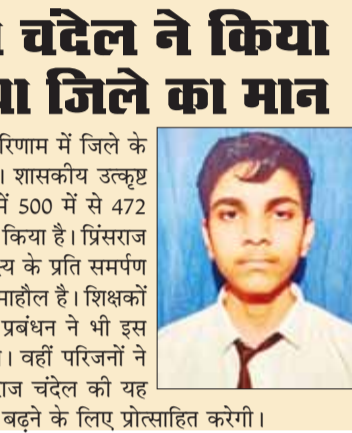 चंदेल ने किया
जिले का मान
रिणाम में जिले के
। शासकीय उत्कृष्ट
में 500 में से 472
किया है। प्रिंसराज
के प्रति समर्पण
माहौल है। शिक्षकों
प्रबंधन ने भी इस
। वहीं परिजनों ने
राज चंदेल की यह
बढ़ने के लिए प्रोत्साहित करेगी।